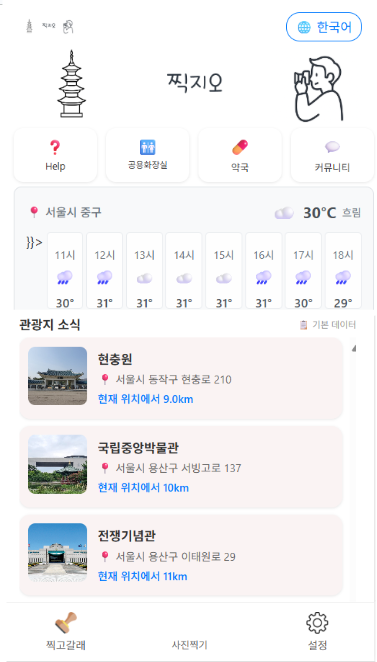 찍지오
한국어
찍지오
Help
공용화장실
약국
커뮤니티
서울시 중구
30°C 흐림
}}>
11시 12시 13시 14시 15시 16시 17시 18시
30° 31° 31° 31° 31° 31° 30° 29°
관광지 소식
기본 데이터
현충원
서울시 동작구 현충로 210
현재 위치에서 9.0km
국립중앙박물관
서울시 용산구 서빙고로 137
현재 위치에서 10km
전쟁기념관
서울시 용산구 이태원로 29
현재 위치에서 11km
찍고갈래
사진찍기
설정